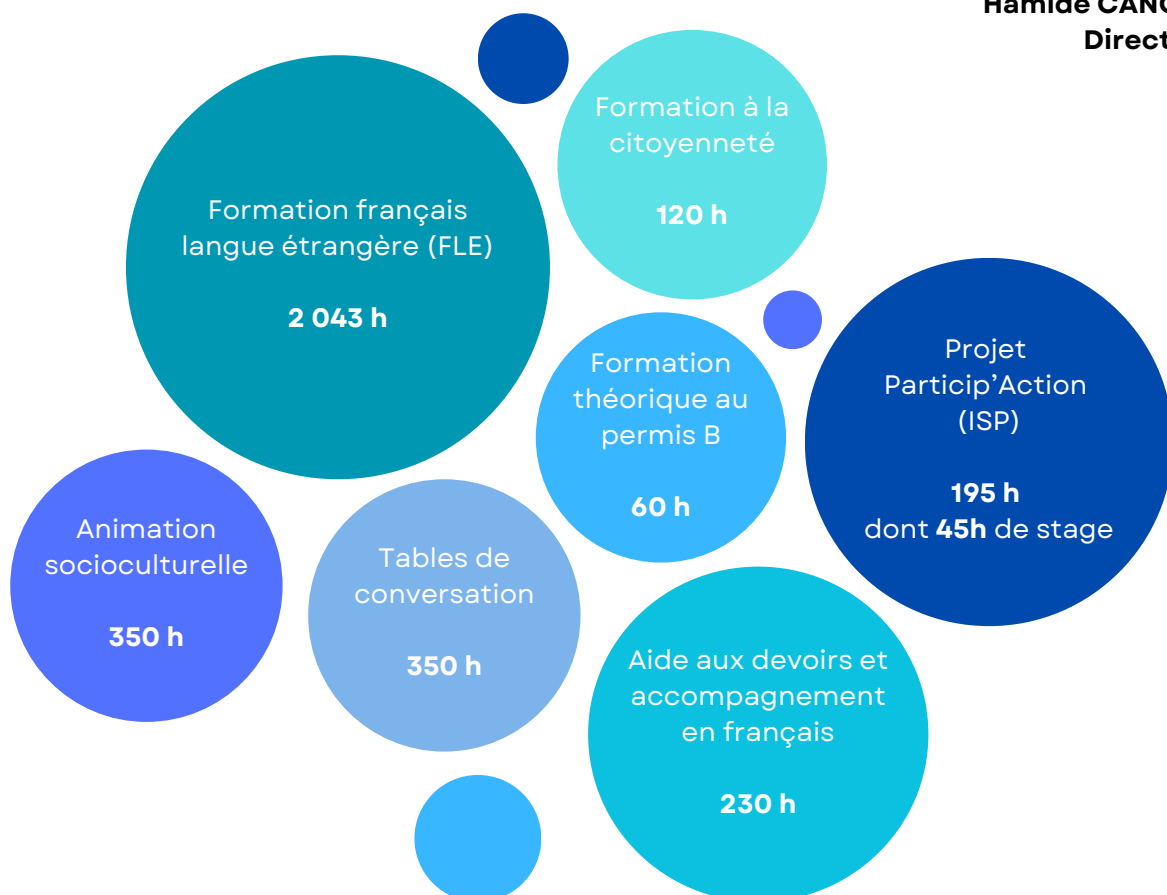 Hamide
Formation à la
citoyenneté
120 h
Formation français
langue étrangère (FLE)
2 043 h
Projet
Particip’Action
(ISP)
195 h
dont 45h de stage
Formation
théorique au
permis B
60 h
Animation
socioculturelle
350 h
Tables de
conversation
350 h
Aide aux devoirs et
accompagnement
en français
230 h